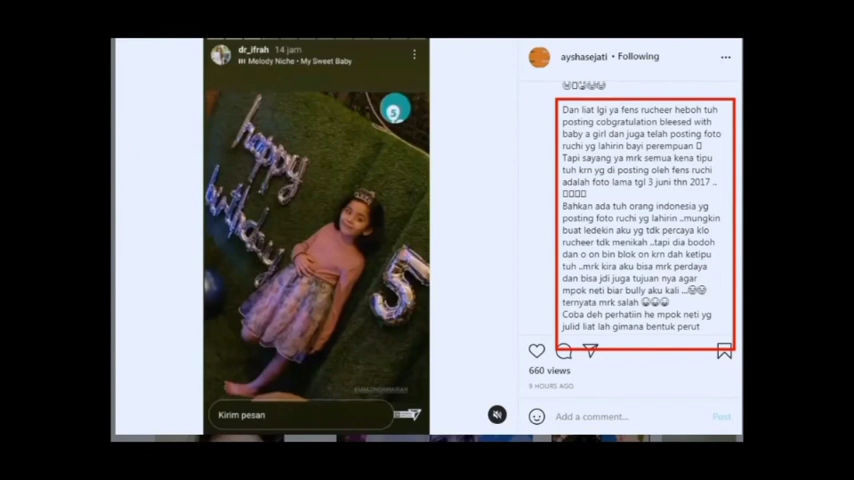 dr_ifrah 14 jam
Melody Niche • My Sweet Baby
5
happy
birthday
5
Kirim pesan
ayshasejati • Following
Dan liat lgi ya fens rucheer heboh tuh
posting cobgratulation bleesed with
baby a girl dan juga telah posting foto
ruchi yg lahirin bayi perempuan
Tapi sayang ya mrk semua kena tipu
tuh krn yg di posting oleh fens ruchi
adalah foto lama tgl 3 juni thn 2017 ..
Bahkan ada tuh orang indonesia yg
posting foto ruchi yg lahirin ..mungkin
buat ledekin aku yg tdk percaya klo
rucheer tdk menikah ..tapi dia bodoh
dan o on bin blok on krn dah ketipu
tuh ..mrk kira aku bisa mrk perdaya
dan bisa jdi juga tujuan nya agar
mpok neti biar bully aku kali ...
ternyata mrk salah
Coba deh perhatiin he mpok neti yg
julid liat lah gimana bentuk perut
660 views
9 HOURS AGO
Add a comment... Post